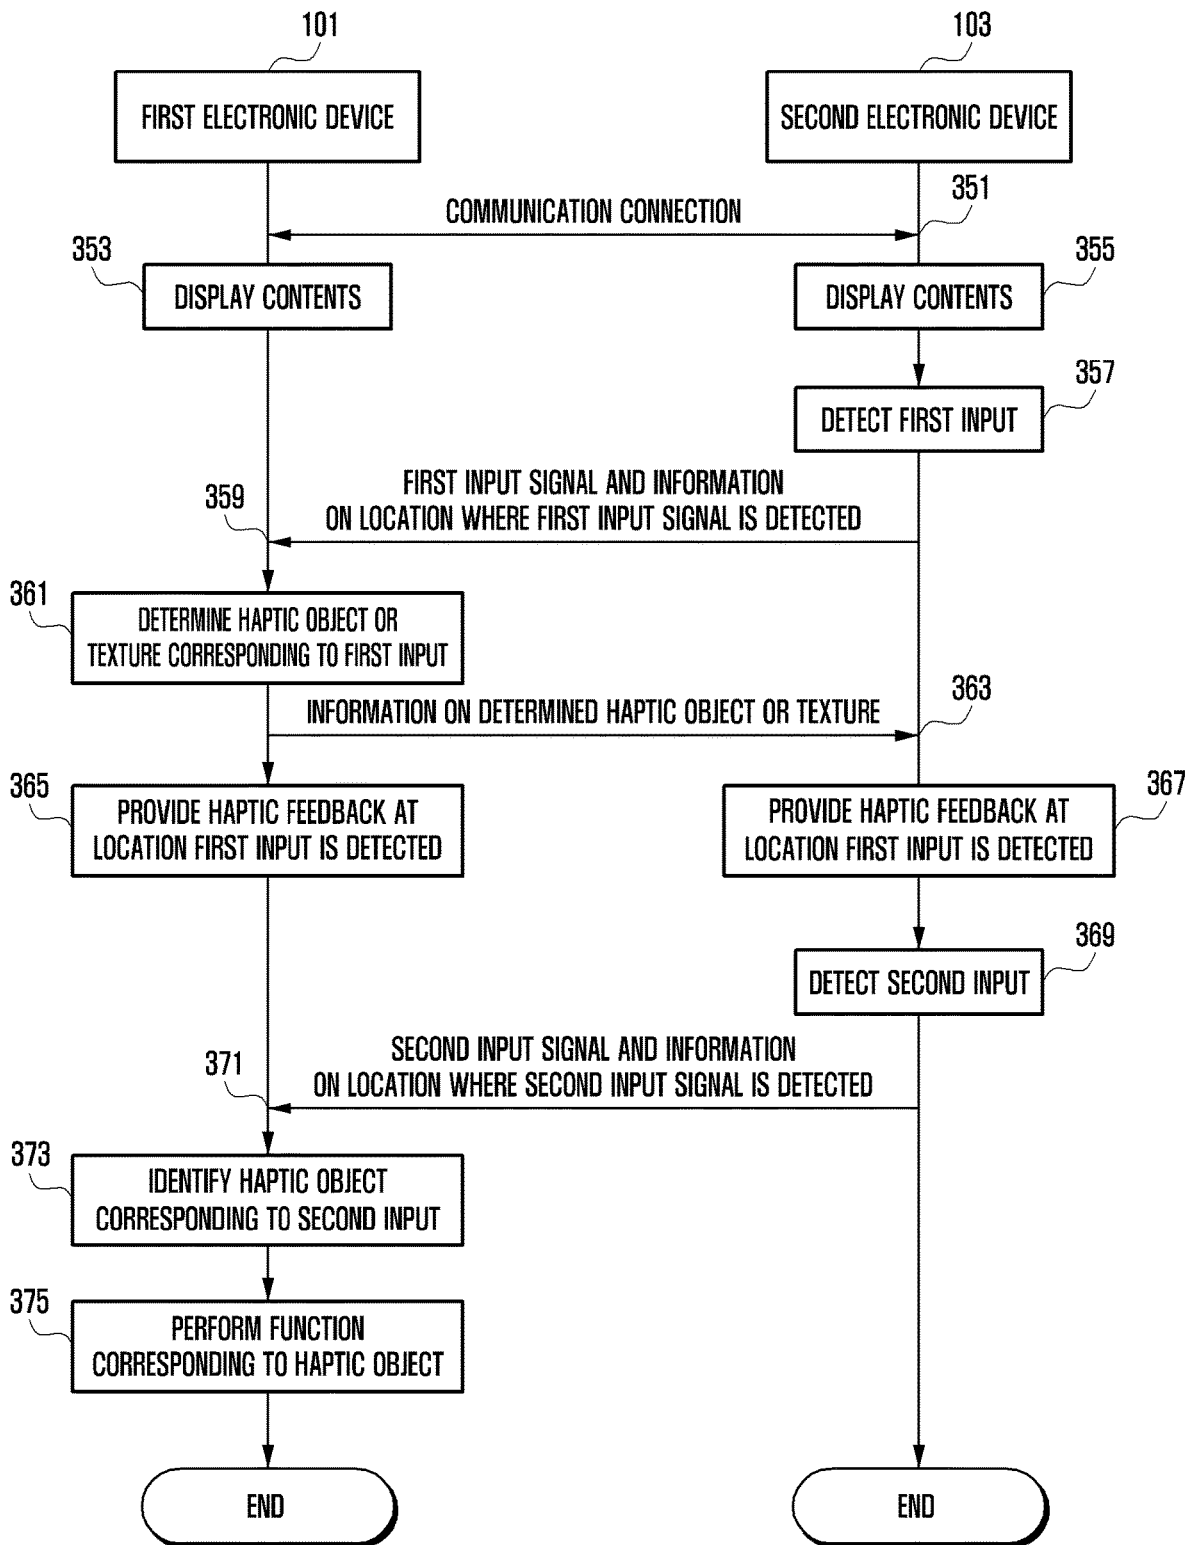 101
103
FIRST ELECTRONIC DEVICE
SECOND ELECTRONIC DEVICE
COMMUNICATION CONNECTION
351
353
DISPLAY CONTENTS
355
DISPLAY CONTENTS
357
DETECT FIRST INPUT
359
FIRST INPUT SIGNAL AND INFORMATION
ON LOCATION WHERE FIRST INPUT SIGNAL IS DETECTED
361
DETERMINE HAPTIC OBJECT OR
TEXTURE CORRESPONDING TO FIRST INPUT
INFORMATION ON DETERMINED HAPTIC OBJECT OR TEXTURE
363
365
PROVIDE HAPTIC FEEDBACK AT
LOCATION FIRST INPUT IS DETECTED
367
PROVIDE HAPTIC FEEDBACK AT
LOCATION FIRST INPUT IS DETECTED
369
DETECT SECOND INPUT
371
SECOND INPUT SIGNAL AND INFORMATION
ON LOCATION WHERE SECOND INPUT SIGNAL IS DETECTED
373
IDENTIFY HAPTIC OBJECT
CORRESPONDING TO SECOND INPUT
375
PERFORM FUNCTION
CORRESPONDING TO HAPTIC OBJECT
END
END